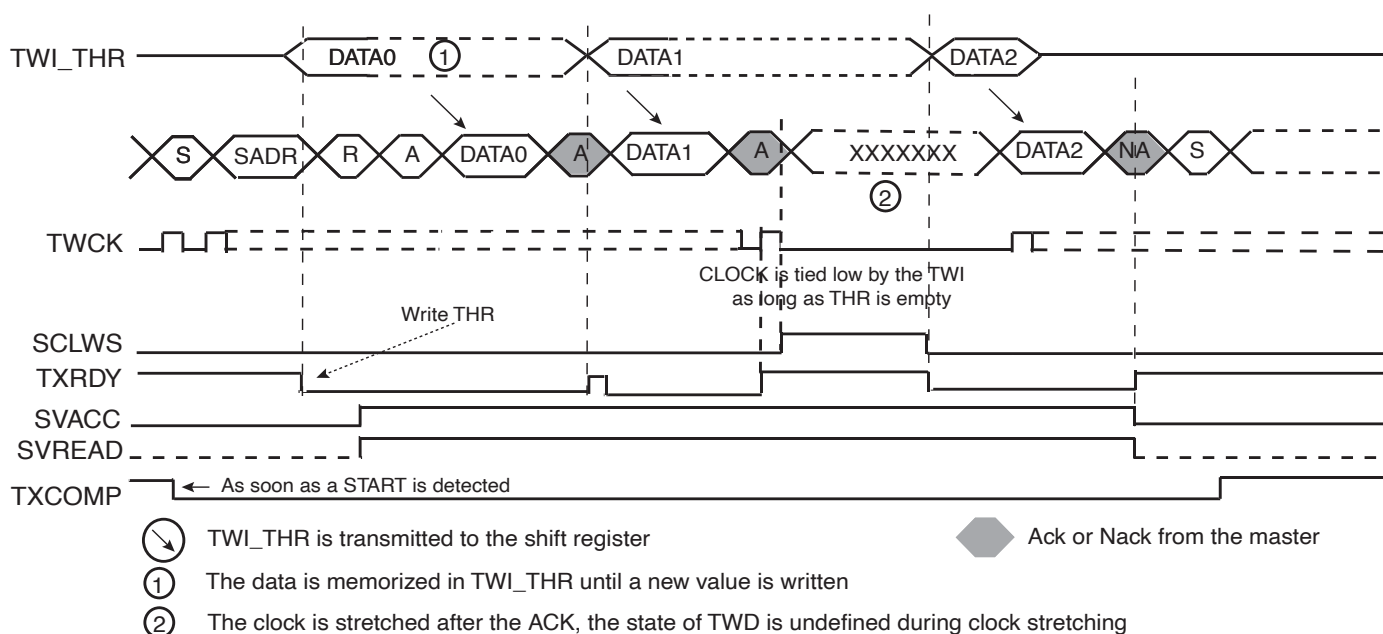 TWI_THR DATA0 1 DATA1 DATA2
S SADR R A DATA0 A DATA1 A XXXXXXX DATA2 NA S
2
TWCK
CLOCK is tied low by the TWI
as long as THR is empty
Write THR
SCLWS
TXRDY
SVACC
SVREAD
TXCOMP As soon as a START is detected
TWI_THR is transmitted to the shift register Ack or Nack from the master
1 The data is memorized in TWI_THR until a new value is written
2 The clock is stretched after the ACK, the state of TWD is undefined during clock stretching